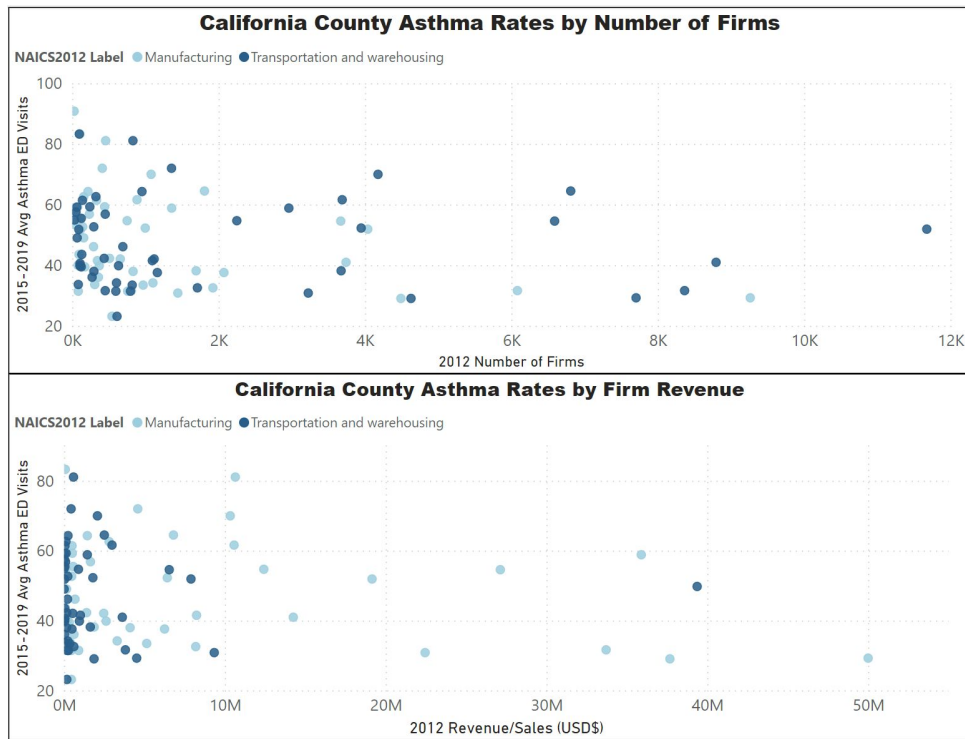 California County Asthma Rates by Number of Firms
NAICS2012 Label Manufacturing Transportation and warehousing
2015-2019 Avg Asthma ED Visits
100
80
60
40
20
0K 2K 4K 6K 8K 10K 12K
2012 Number of Firms
California County Asthma Rates by Firm Revenue
NAICS2012 Label Manufacturing Transportation and warehousing
2015-2019 Avg Asthma ED Visits
80
60
40
20
0M 10M 20M 30M 40M 50M
2012 Revenue/Sales (USD$)